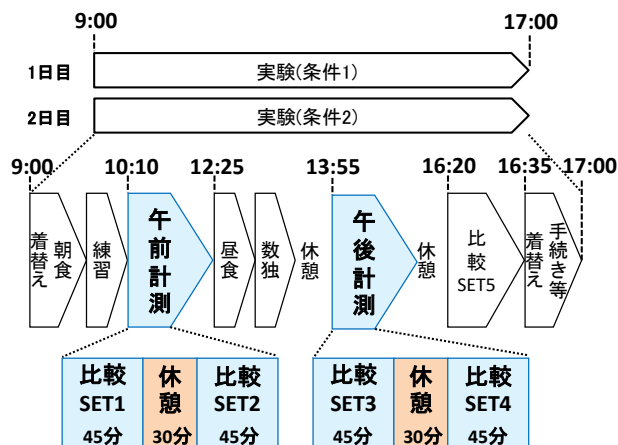 9:00
17:00
1日目
実験(条件1)
2日目
実験(条件2)
9:00
10:10
12:25
13:55
16:20
16:35
17:00
着替え
朝食
練習
午前計測
昼食
数独
休憩
午後計測
休憩
比較
SET5
着替え
手続き等
比較
SET1
45分
休憩
30分
比較
SET2
45分
比較
SET3
45分
休憩
30分
比較
SET4
45分